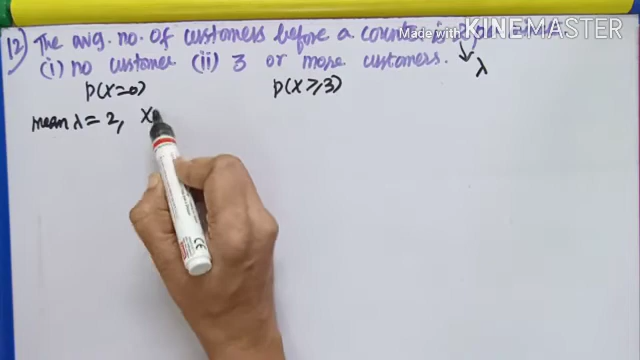 12) The avg. no. of customers before a counter is
Made with KINEMASTER
(i) no customer (ii) 3 or more customers. ↓ λ
P(X=0) P(X≥3)
mean λ = 2, X